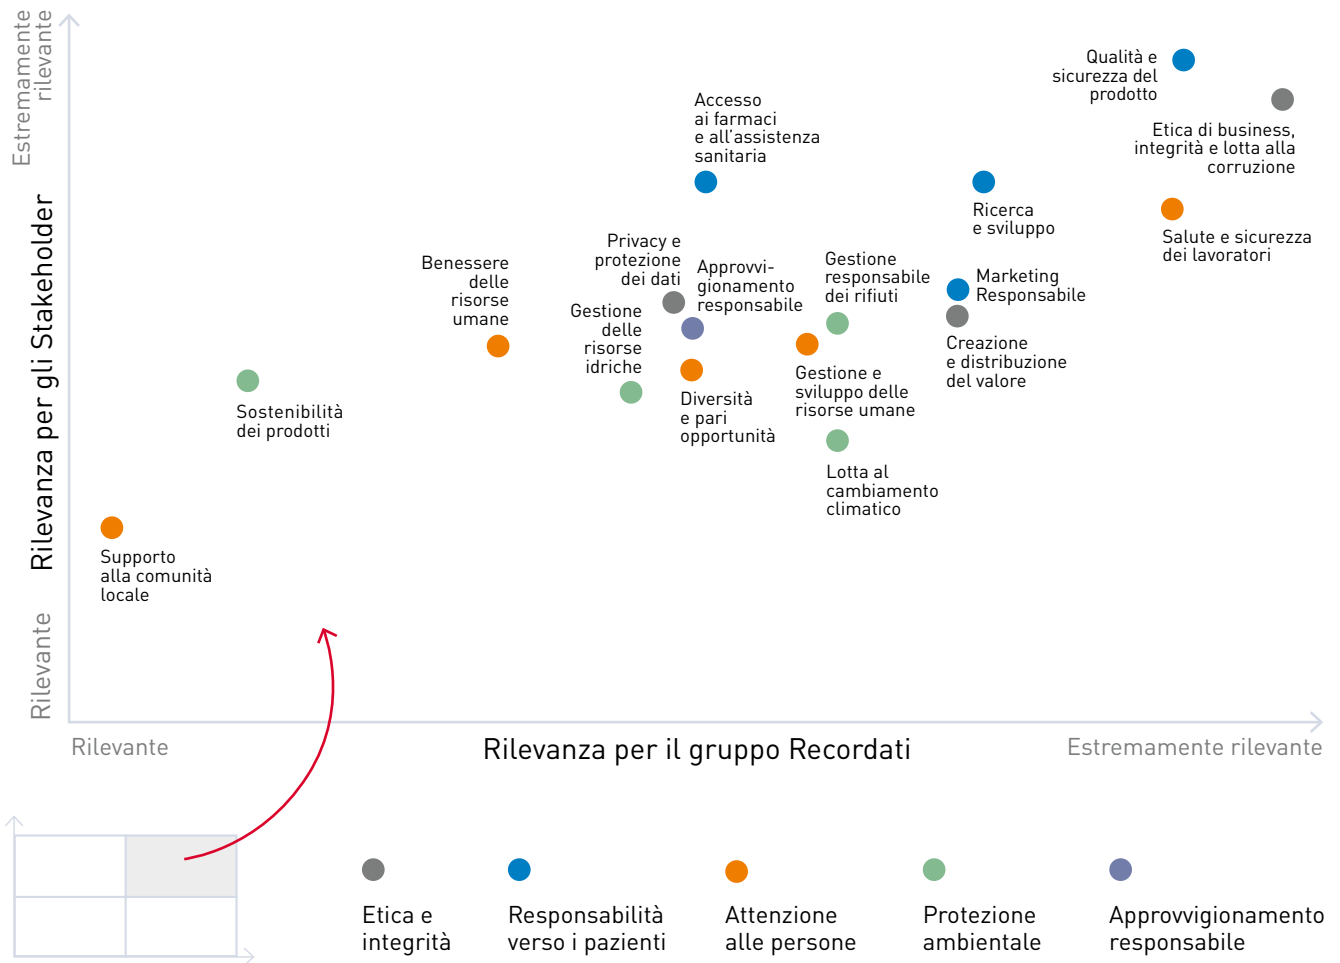 Estremamente
rilevante
Rilevanza per gli Stakeholder
Rilevante
Qualità e
sicurezza del
prodotto
Accesso
ai farmaci
e all'assistenza
sanitaria
Etica di business,
integrità e lotta alla
corruzione
Ricerca
e sviluppo
Salute e sicurezza
dei lavoratori
Privacy e
protezione
dei dati
Benessere
delle
risorse
umane
Approvvi-
gionamento
responsabile
Gestione
responsabile
dei rifiuti
Marketing
Responsabile
Gestione
delle
risorse
idriche
Creazione
e distribuzione
del valore
Gestione e
sviluppo delle
risorse umane
Diversità
e pari
opportunità
Sostenibilità
dei prodotti
Lotta al
cambiamento
climatico
Supporto
alla comunità
locale
Rilevante
Rilevanza per il gruppo Recordati
Estremamente rilevante
Etica e
integrità
Responsabilità
verso i pazienti
Attenzione
alle persone
Protezione
ambientale
Approvvigionamento
responsabile